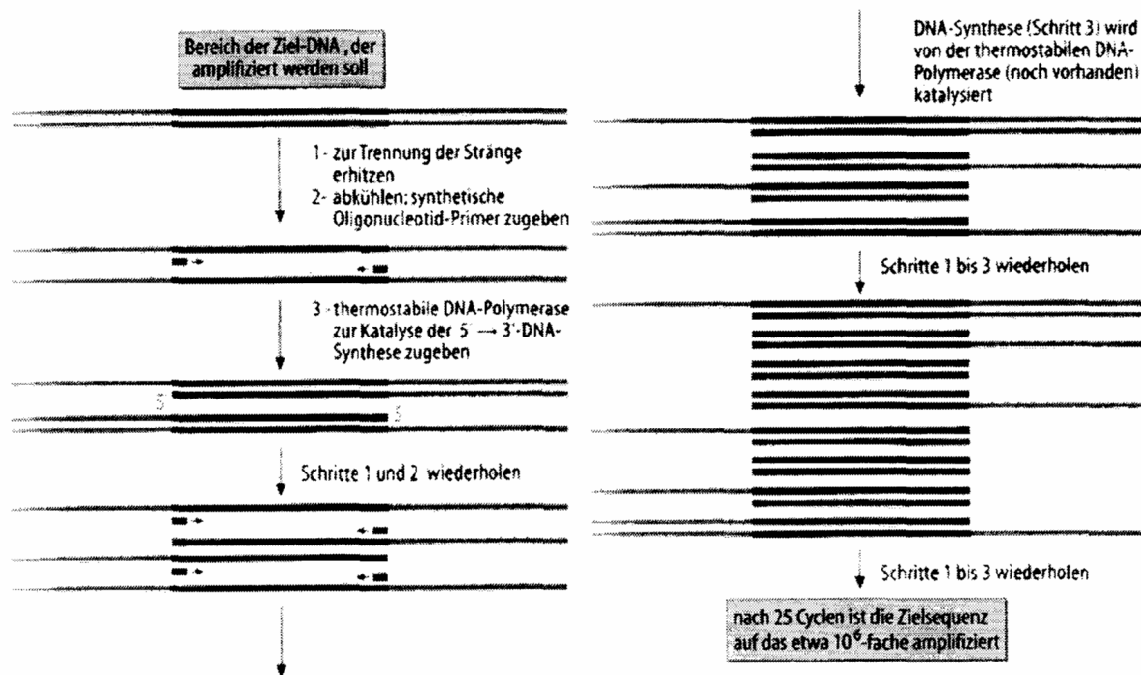 Bereich der Ziel-DNA, der
amplifiziert werden soll
1- zur Trennung der Stränge
erhitzen
2- abkühlen; synthetische
Oligonucleotid-Primer zugeben
3- thermostabile DNA-Polymerase
zur Katalyse der 5' → 3'-DNA-
Synthese zugeben
5'
5'
Schritte 1 und 2 wiederholen
DNA-Synthese (Schritt 3) wird
von der thermostabilen DNA-
Polymerase (noch vorhanden)
katalysiert
Schritte 1 bis 3 wiederholen
Schritte 1 bis 3 wiederholen
nach 25 Cyclen ist die Zielsequenz
auf das etwa 10⁶-fache amplifiziert